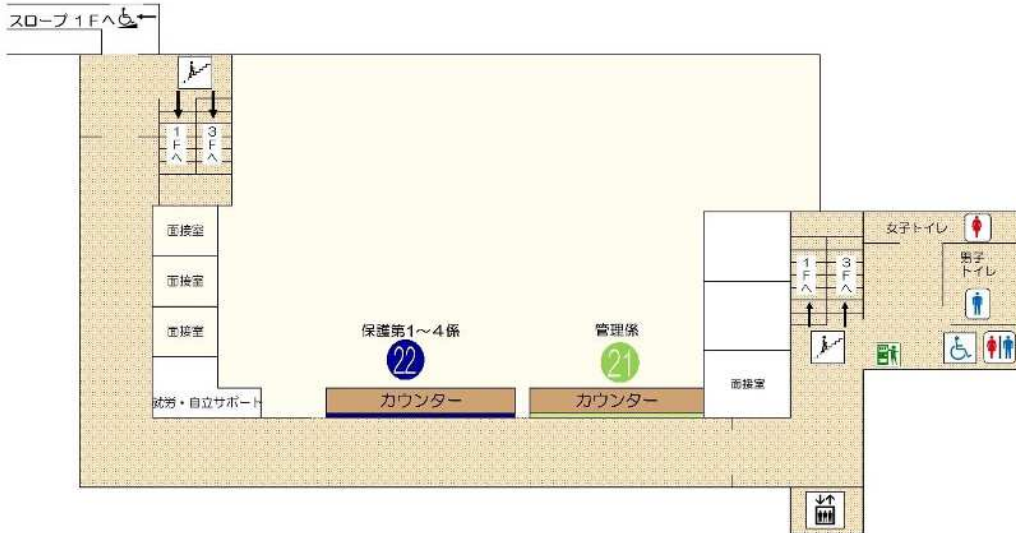 スロープ 1Fへ
1Fへ
3Fへ
面接室
面接室
面接室
就労・自立サポート
保護第1～4係
22
カウンター
管理係
21
カウンター
面接室
1Fへ
3Fへ
女子トイレ
男子
トイレ